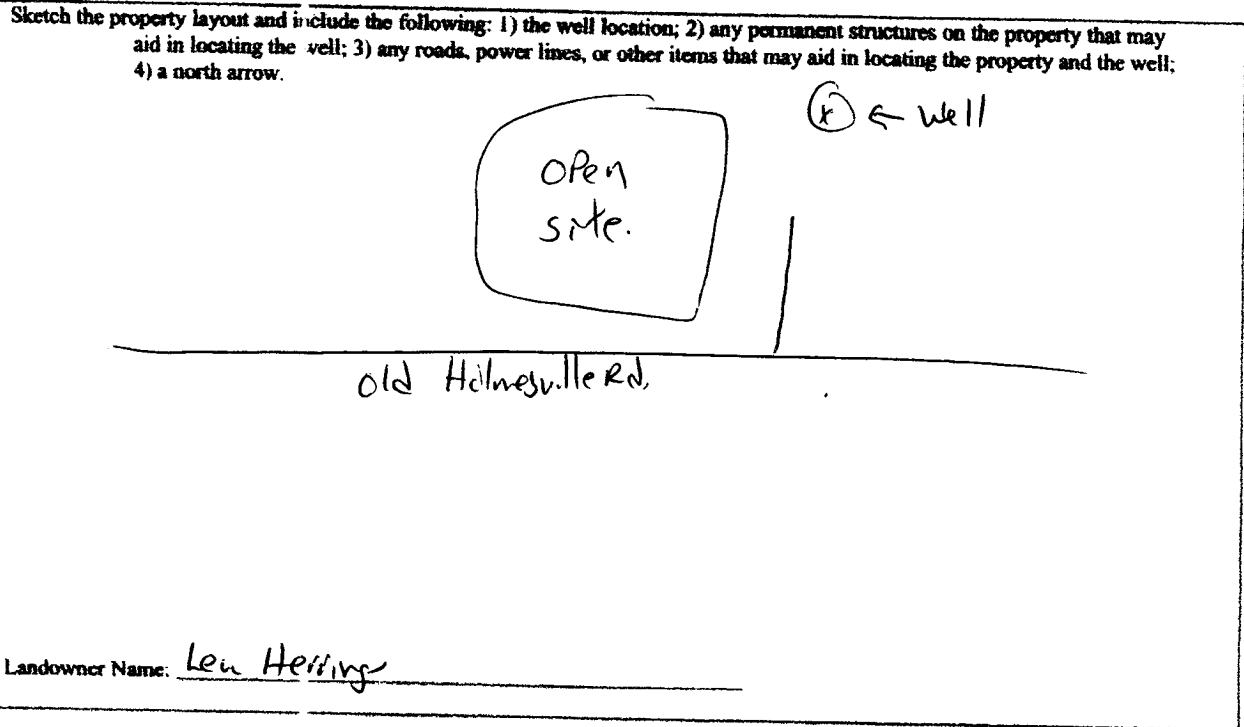 Sketch the property layout and include the following: 1) the well location; 2) any permanent structures on the property that may
aid in locating the well; 3) any roads, power lines, or other items that may aid in locating the property and the well;
4) a north arrow.
x ← Well
open
site.
old Holmesville Rd,
Landowner Name: Len Herring